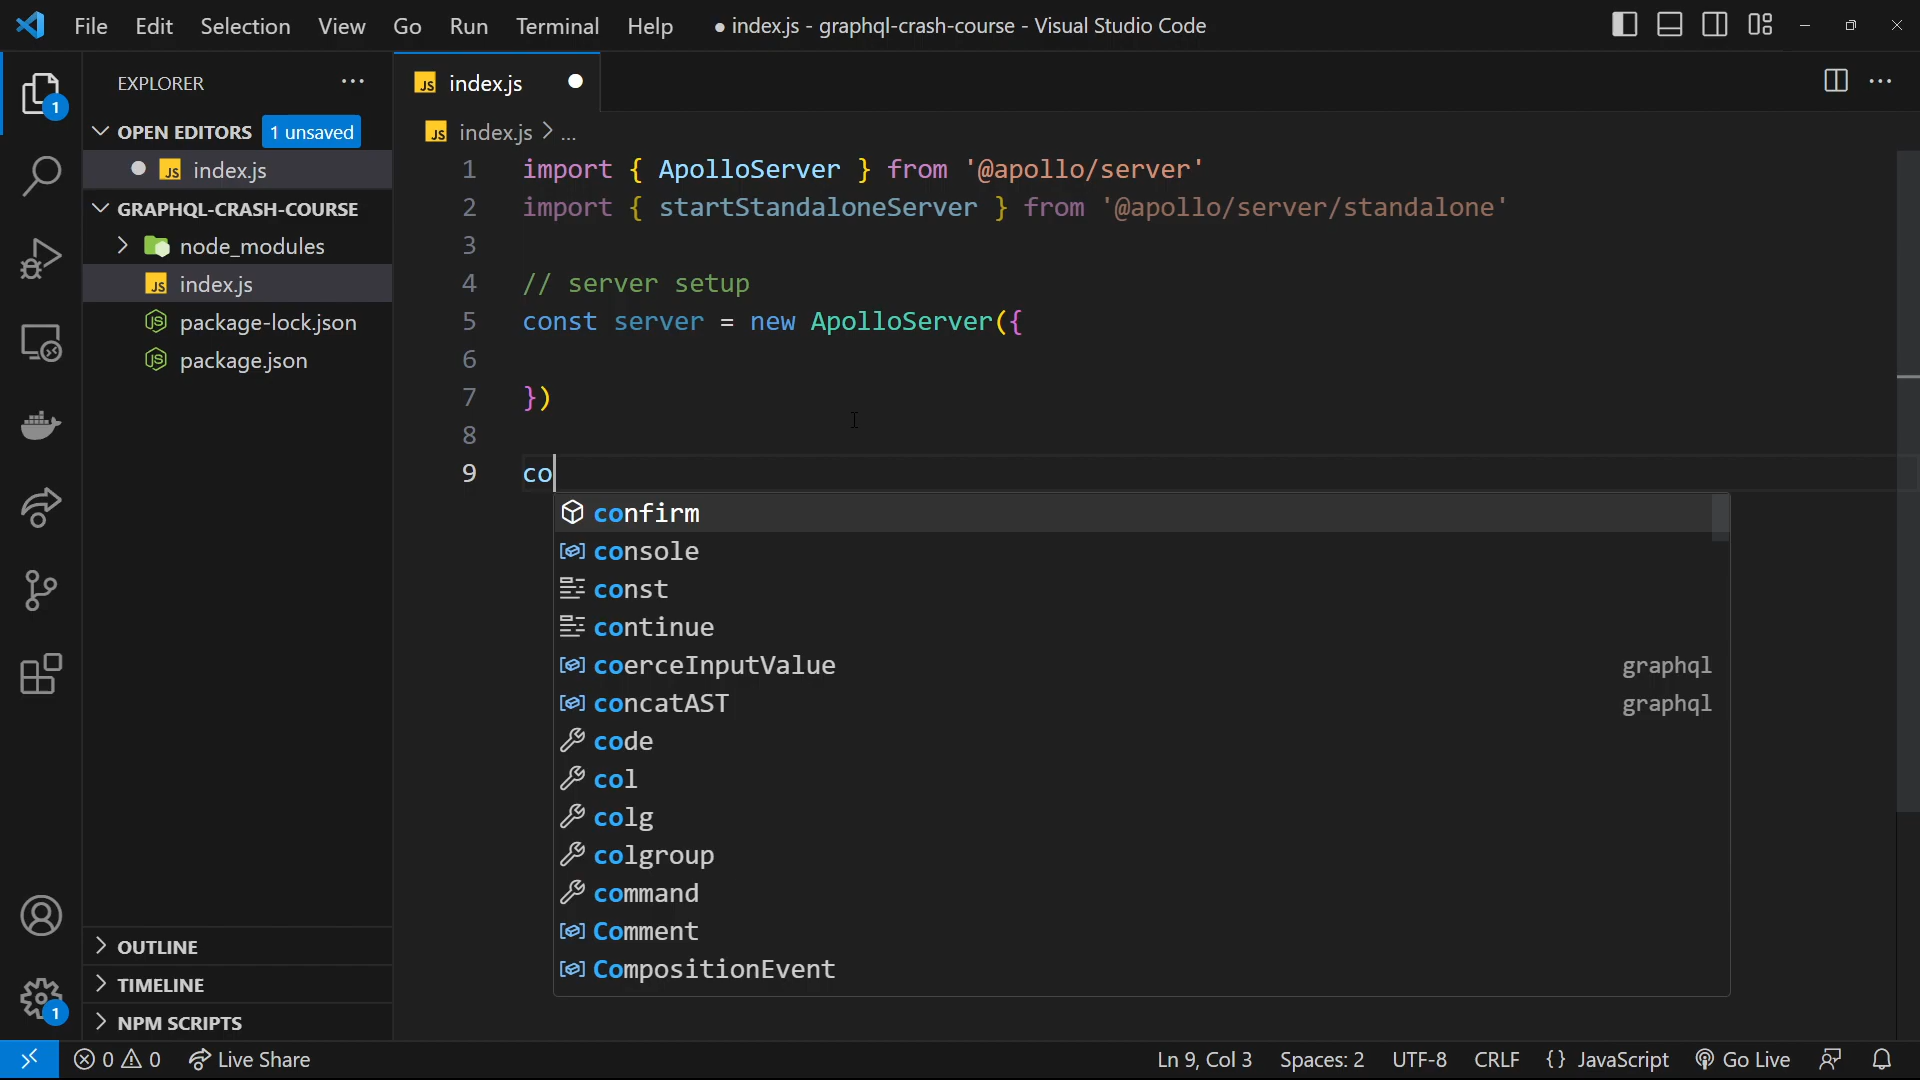 File Edit Selection View Go Run Terminal Help ● index.js - graphql-crash-course - Visual Studio Code
EXPLORER ...
index.js
1
OPEN EDITORS 1 unsaved
JS index.js
GRAPHQL-CRASH-COURSE
node_modules
JS index.js
package-lock.json
package.json
OUTLINE
TIMELINE
NPM SCRIPTS
1
JS index.js > ...
1 import { ApolloServer } from '@apollo/server'
2 import { startStandaloneServer } from '@apollo/server/standalone'
3
4 // server setup
5 const server = new ApolloServer({
6
7 })
8
9 co
confirm
console
const
continue
coerceInputValue graphql
concatAST graphql
code
col
colg
colgroup
command
Comment
CompositionEvent
0 0 Live Share Ln 9, Col 3 Spaces: 2 UTF-8 CRLF {} JavaScript Go Live